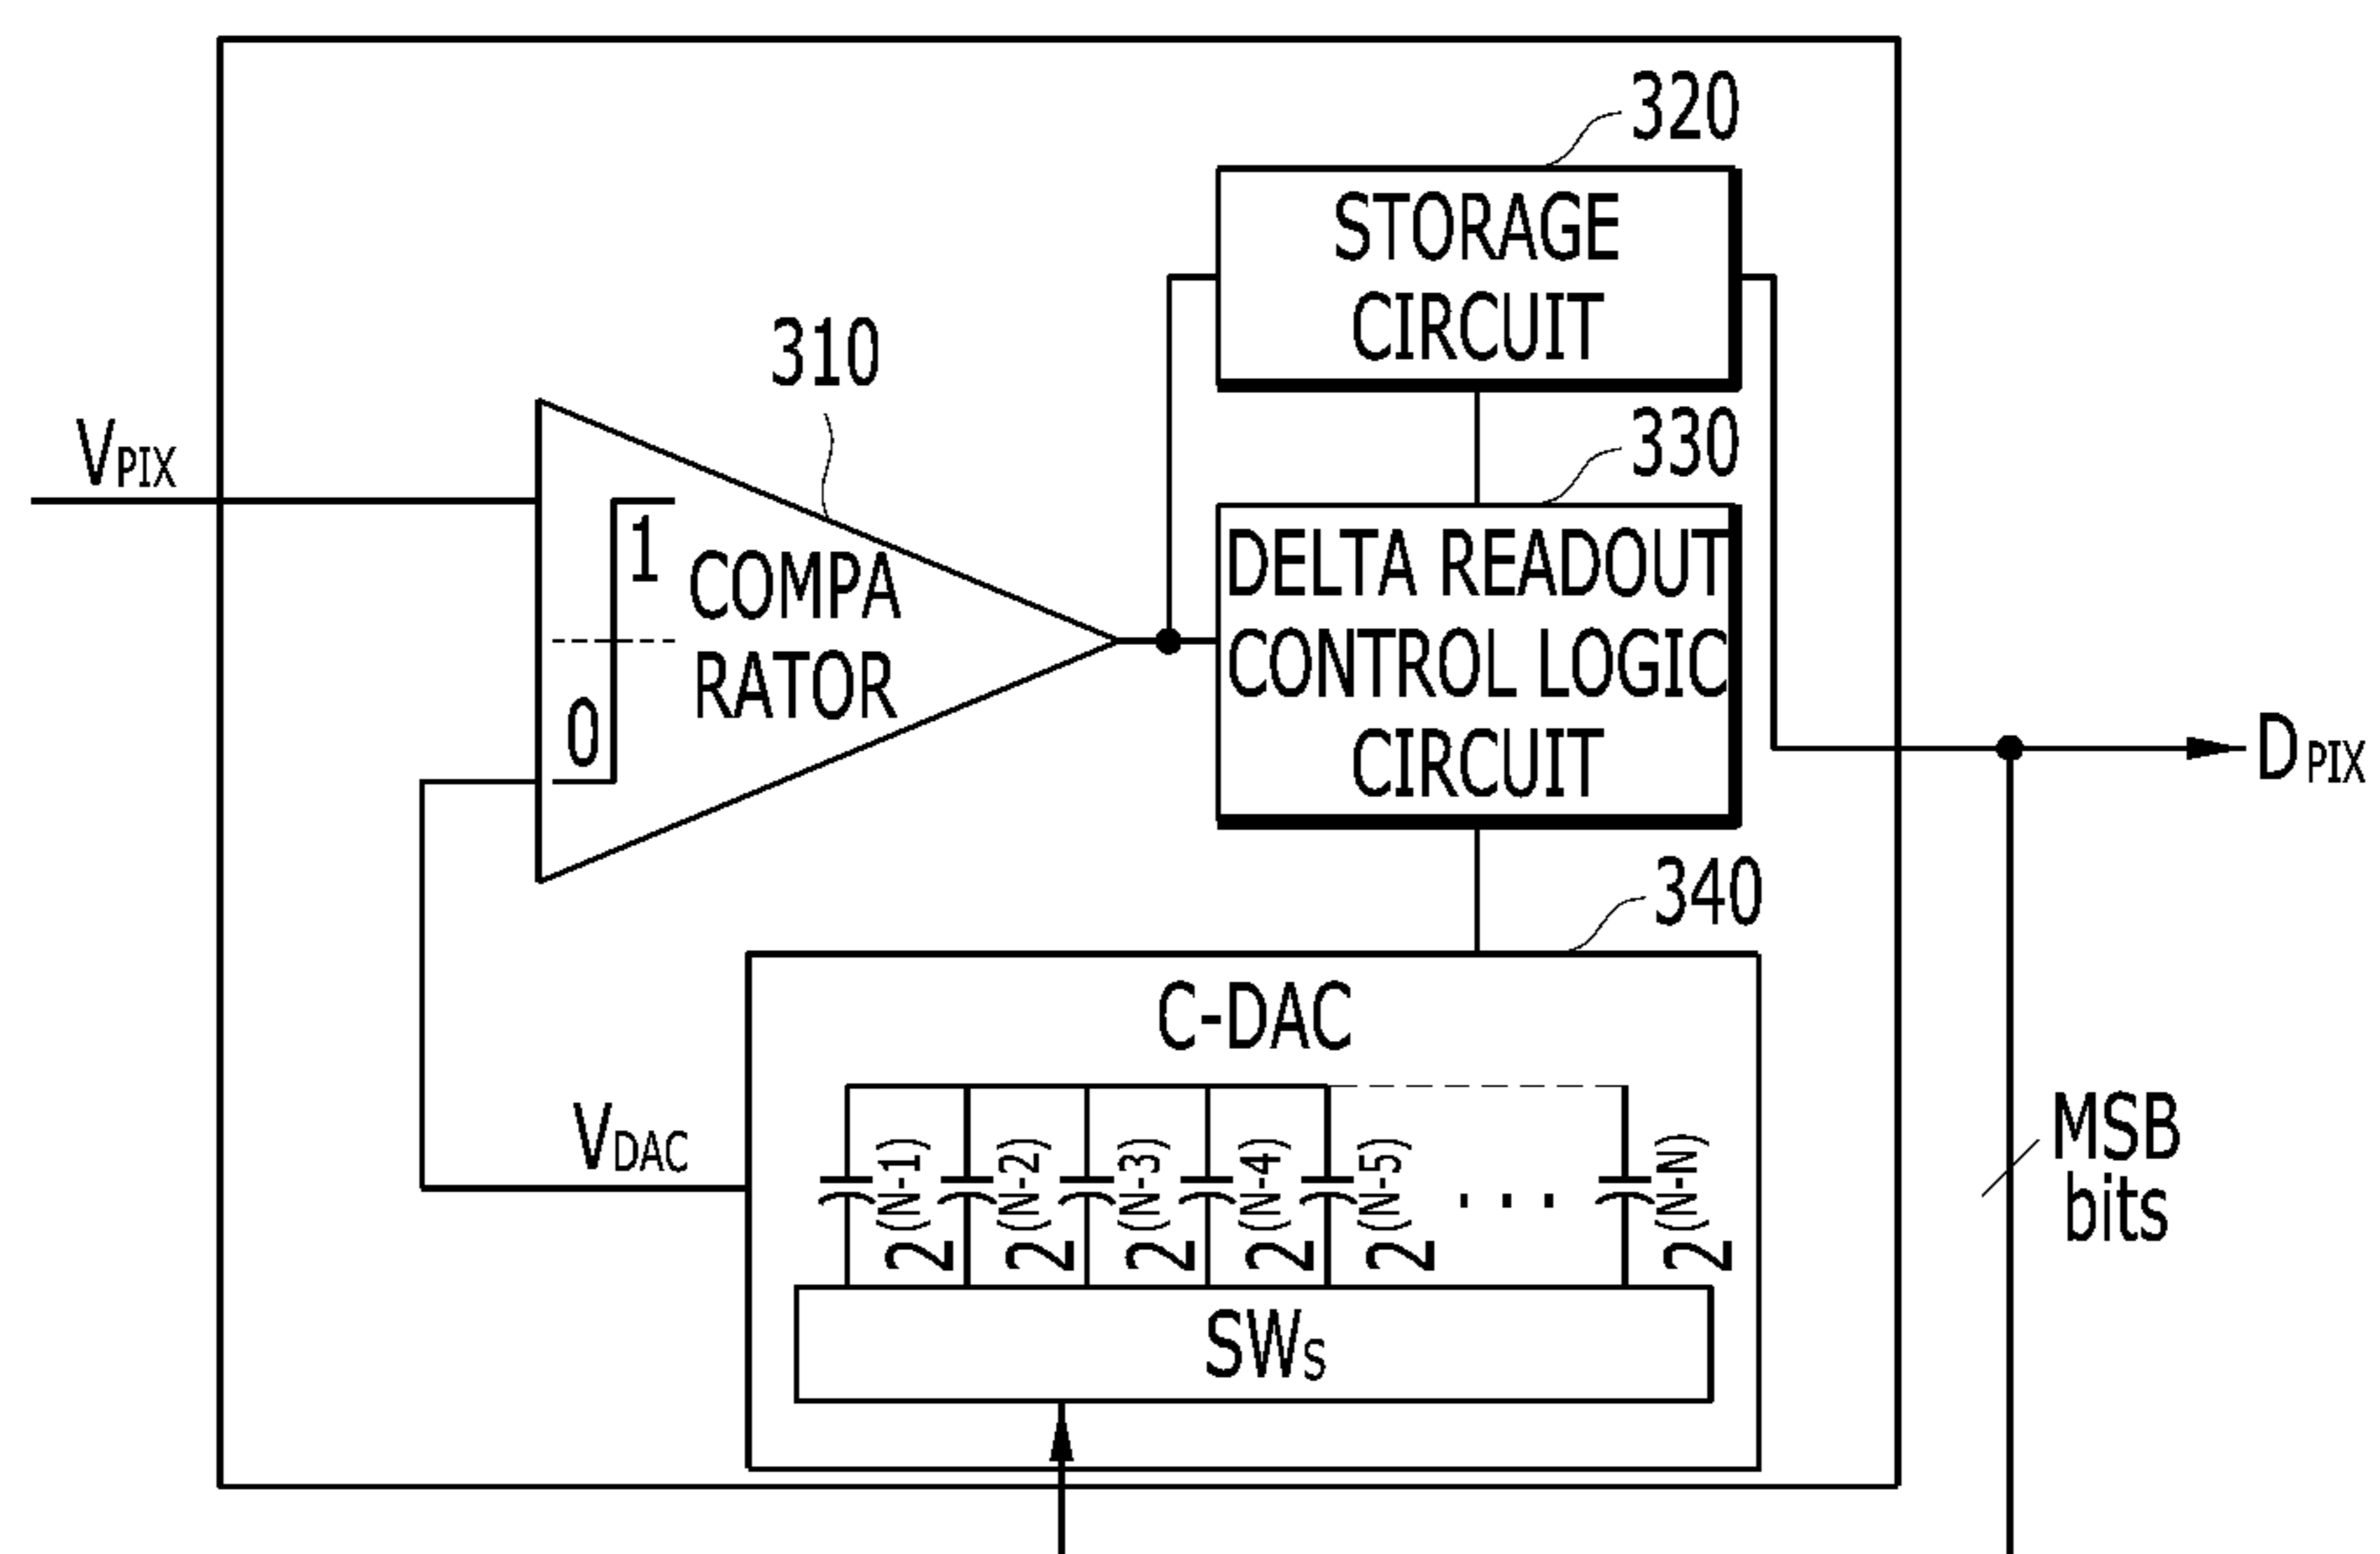 320
STORAGE
CIRCUIT
310
330
VPIX
1
COMPA
RATOR
0
DELTA READOUT
CONTROL LOGIC
CIRCUIT
DPIX
340
C-DAC
VDAC
2(N-1) 2(N-2) 2(N-3) 2(N-4) 2(N-5) ... 2(N-N)
MSB
bits
SWS